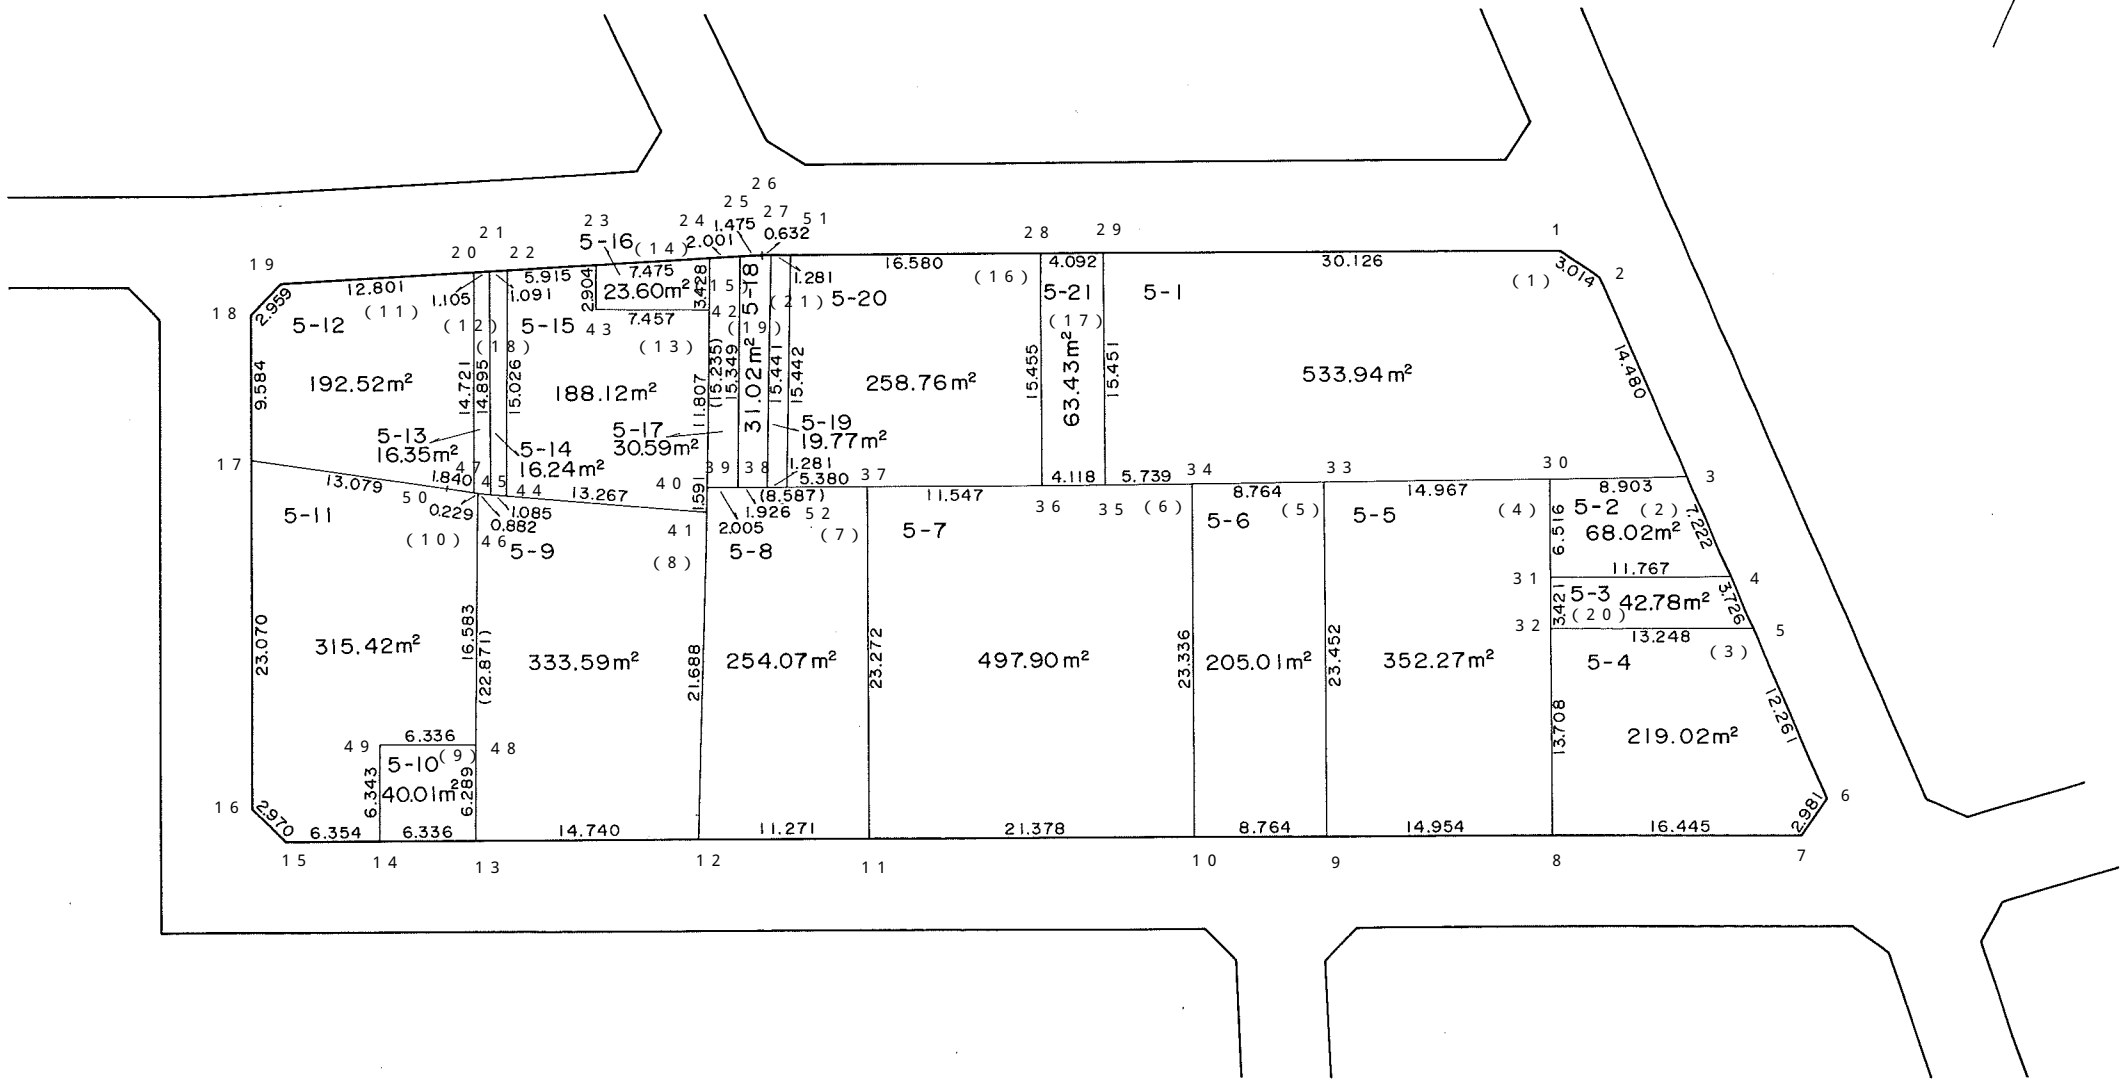 26
25
27 51
23 24 1.475 0.632
21 5-16 (14) 2.001 28 29 1
20 22
19 5.915 7.475 1.281 16.580 (16) 4.092 30.126 3.014 2
12.801 1.105 1.091 2.904 23.60m² 3.428 (15) 5-18 (21) 5-20 5-21 5-1 (1)
18 2.959 5-12 (11) (12) 5-15 43 7.457 42 (19) (17)
(18) (13)
9.584 192.52m² 14.721 14.895 15.026 188.12m² 11.807 (15.235) 15.349 31.02m² 15.441 15.442 258.76m² 15.455 63.43m² 15.451 533.94m² 14.480
5-13 5-14 5-17 5-19
16.35m² 16.24m² 30.59m² 19.77m²
17 13.079 1.840 47 45 44 13.267 40 1.591 39 38 1.281 5.380 37 4.118 5.739 34 33 30 3
50 0.229 0.882 1.085 (8.587) 11.547 8.764 14.967 8.903
5-11 2.005 1.926 52 36 35 (6) 5-6 (5) 5-5 (4) 5-2 (2) 7.222
(10) 46 5-9 41 5-8 (7) 5-7 6.516 68.02m²
(8) 31 11.767 4
3.421 5-3 42.78m² 3.726
(20)
32 13.248 5
23.070 315.42m² 16.583 (22.871) 333.59m² 21.688 254.07m² 23.272 497.90m² 23.336 205.01m² 23.452 352.27m² 5-4 (3)
13.708 219.02m² 12.261
49 6.336 48
5-10 (9)
6.343 40.01m² 6.289
16 2.970 2.981 6
6.354 6.336 14.740 11.271 21.378 8.764 14.954 16.445
15 14 13 12 11 10 9 8 7